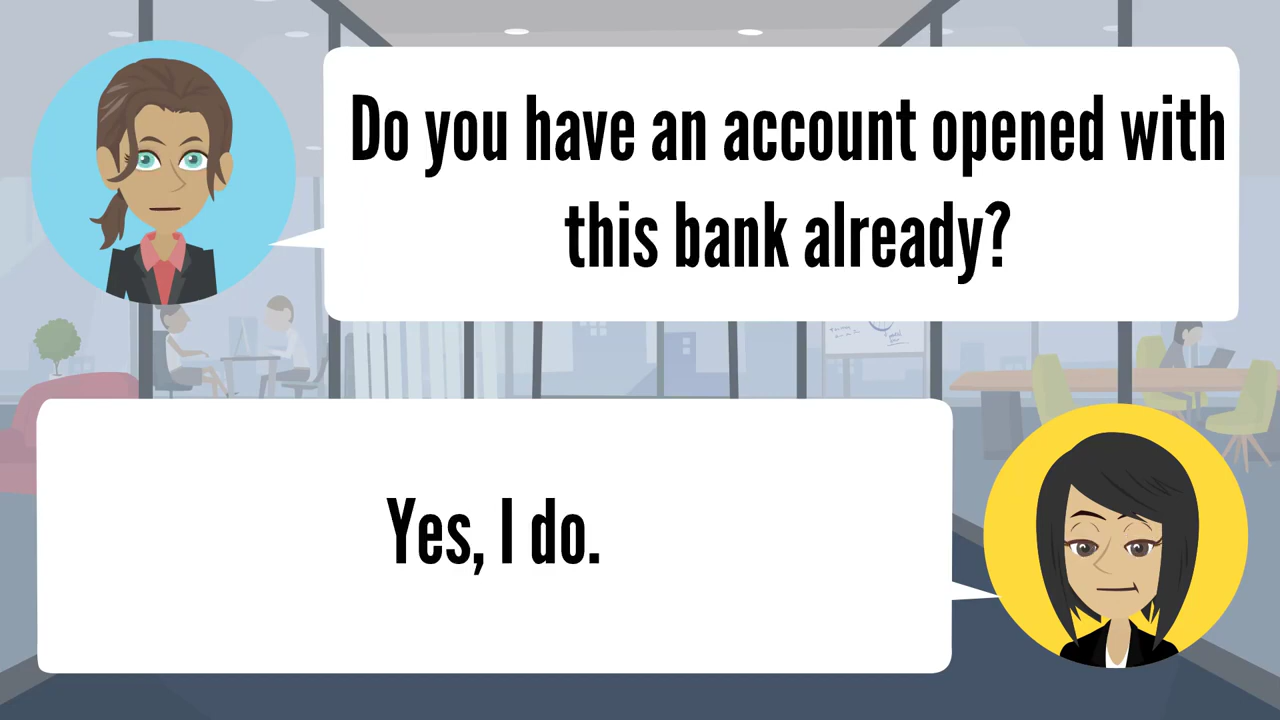 Do you have an account opened with
this bank already?
Yes, I do.